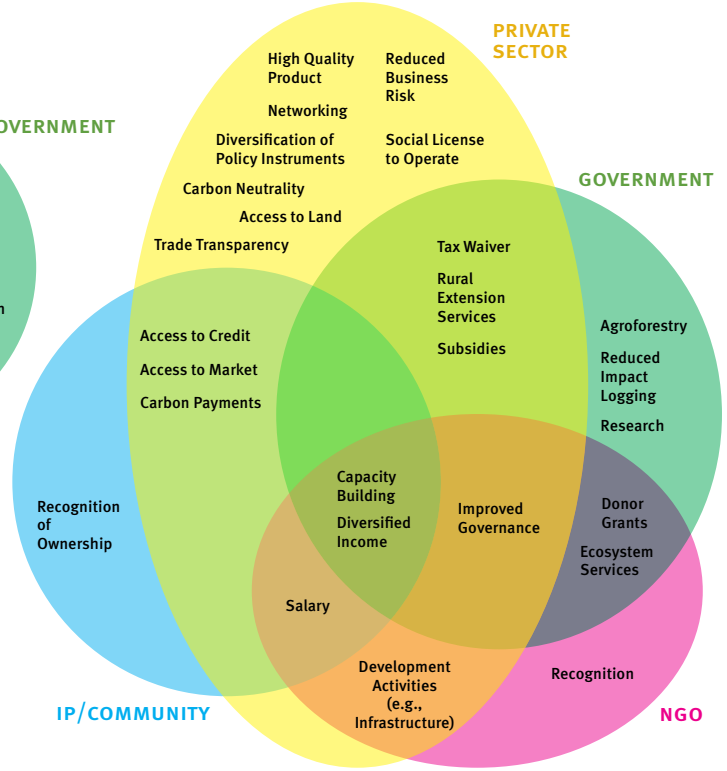 PRIVATE
SECTOR
High Quality
Product
Reduced
Business
Risk
Networking
OVERNMENT
Diversification of
Policy Instruments
Social License
to Operate
GOVERNMENT
Carbon Neutrality
Access to Land
Trade Transparency
Tax Waiver
Rural
Extension
Services
Subsidies
Access to Credit
Access to Market
Carbon Payments
Agroforestry
Reduced
Impact
Logging
Research
Recognition
of
Ownership
Capacity
Building
Diversified
Income
Improved
Governance
Donor
Grants
Ecosystem
Services
Salary
Development
Activities
(e.g.,
Infrastructure)
Recognition
IP/COMMUNITY
NGO